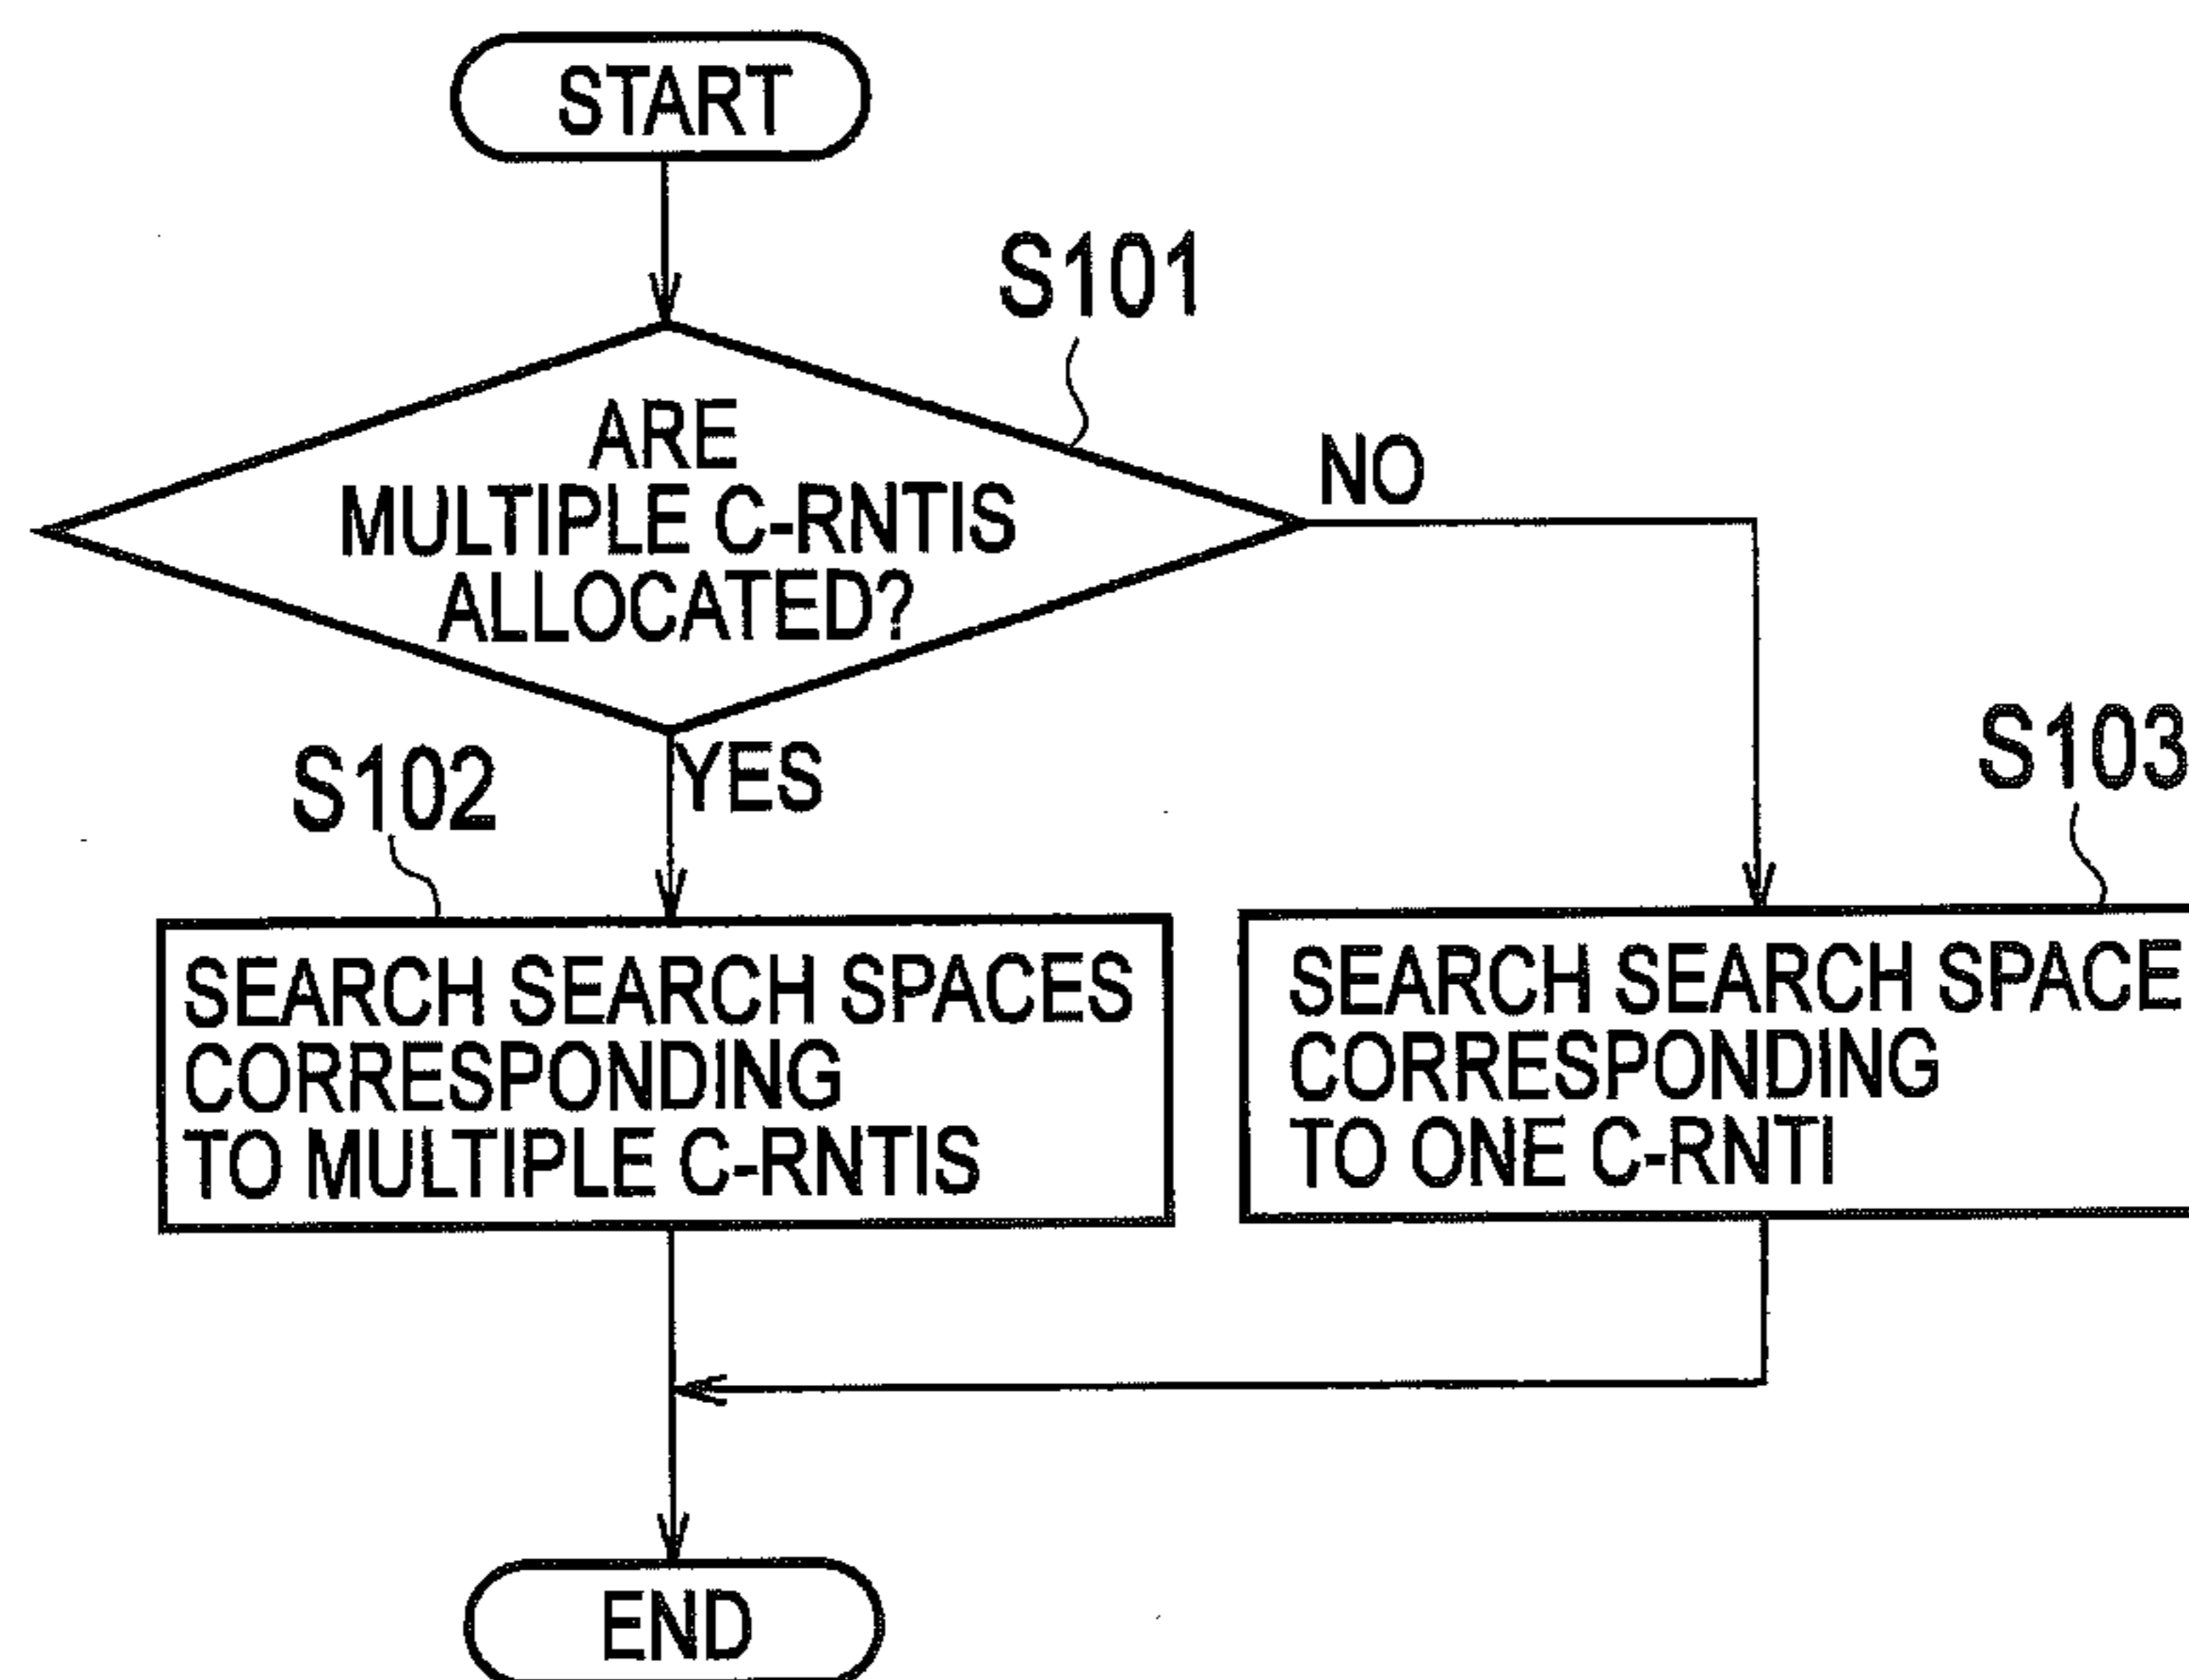 START
S101
ARE
MULTIPLE C-RNTIS
ALLOCATED?
NO
YES
S102
SEARCH SEARCH SPACES
CORRESPONDING
TO MULTIPLE C-RNTIS
S103
SEARCH SEARCH SPACE
CORRESPONDING
TO ONE C-RNTI
END